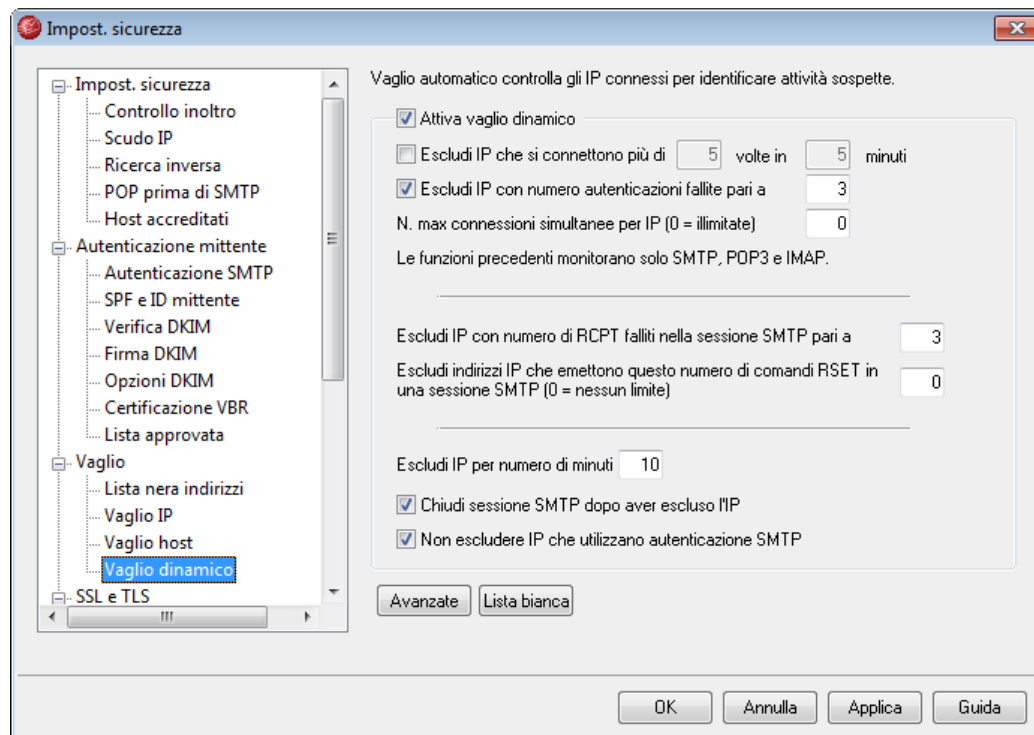 Impost. sicurezza
Impost. sicurezza
Controllo inoltro
Scudo IP
Ricerca inversa
POP prima di SMTP
Host accreditati
Autenticazione mittente
Autenticazione SMTP
SPF e ID mittente
Verifica DKIM
Firma DKIM
Opzioni DKIM
Certificazione VBR
Lista approvata
Vaglio
Lista nera indirizzi
Vaglio IP
Vaglio host
Vaglio dinamico
SSL e TLS
Vaglio automatico controlla gli IP connessi per identificare attività sospette.
Attiva vaglio dinamico
Escludi IP che si connettono più di 5 volte in 5 minuti
Escludi IP con numero autenticazioni fallite pari a 3
N. max connessioni simultanee per IP (0 = illimitate) 0
Le funzioni precedenti monitorano solo SMTP, POP3 e IMAP.
Escludi IP con numero di RCPT falliti nella sessione SMTP pari a 3
Escludi indirizzi IP che emettono questo numero di comandi RSET in
una sessione SMTP (0 = nessun limite) 0
Escludi IP per numero di minuti 10
Chiudi sessione SMTP dopo aver escluso l'IP
Non escludere IP che utilizzano autenticazione SMTP
Avanzate Lista bianca
OK Annulla Applica Guida